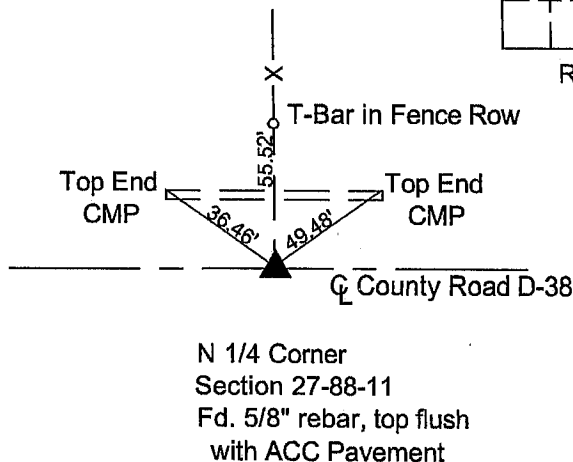 R
X
T-Bar in Fence Row
55.52'
Top End
CMP
Top End
CMP
36.46'
49.48'
℄ County Road D-38
N 1/4 Corner
Section 27-88-11
Fd. 5/8" rebar, top flush
with ACC Pavement